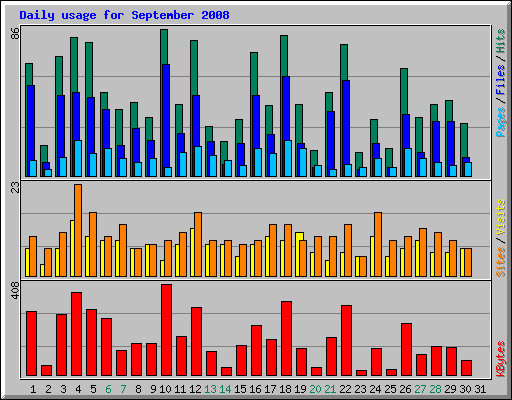 Daily usage for September 2008
86
Pages / Files / Hits
23
Sites / Visits
408
KBytes
1 2 3 4 5 6 7 8 9 10 11 12 13 14 15 16 17 18 19 20 21 22 23 24 25 26 27 28 29 30 31